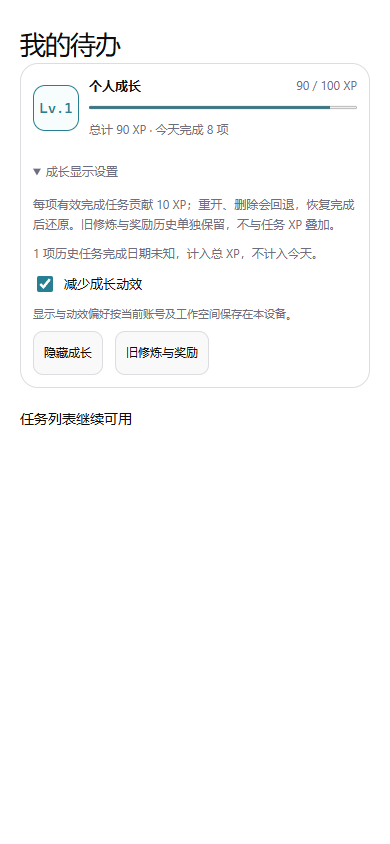 我的待办
Lv.1
个人成长
90 / 100 XP
总计 90 XP · 今天完成 8 项
▼ 成长显示设置
每项有效完成任务贡献 10 XP；重开、删除会回退，恢复完成
后还原。旧修炼与奖励历史单独保留，不与任务 XP 叠加。
1 项历史任务完成日期未知，计入总 XP，不计入今天。
减少成长动效
显示与动效偏好按当前账号及工作空间保存在本设备。
隐藏成长
旧修炼与奖励
任务列表继续可用